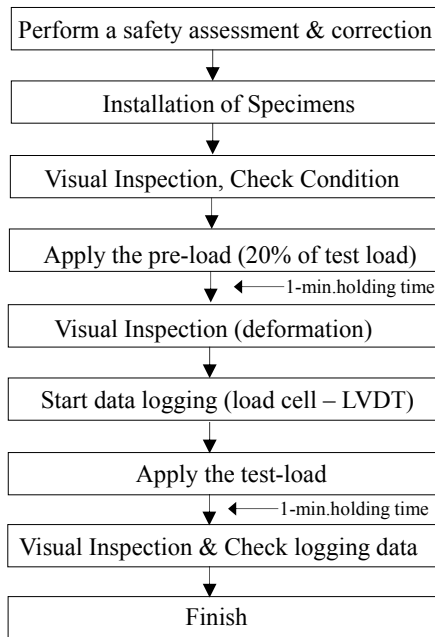 Perform a safety assessment & correction
Installation of Specimens
Visual Inspection, Check Condition
Apply the pre-load (20% of test load)
1-min.holding time
Visual Inspection (deformation)
Start data logging (load cell – LVDT)
Apply the test-load
1-min.holding time
Visual Inspection & Check logging data
Finish